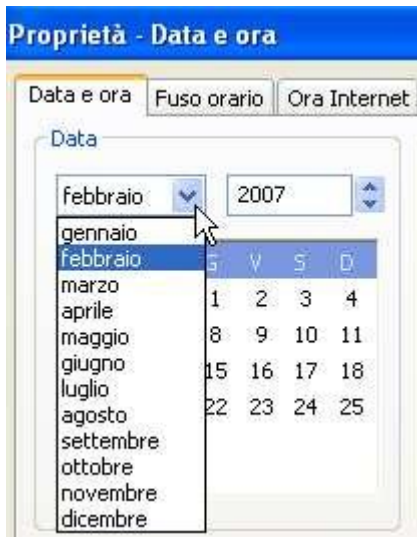 Proprietà - Data e ora
Data e ora Fuso orario Ora Internet
Data
febbraio 2007
gennaio
febbraio
marzo
aprile
maggio
giugno
luglio
agosto
settembre
ottobre
novembre
dicembre
G V S D
1 2 3 4
8 9 10 11
15 16 17 18
22 23 24 25